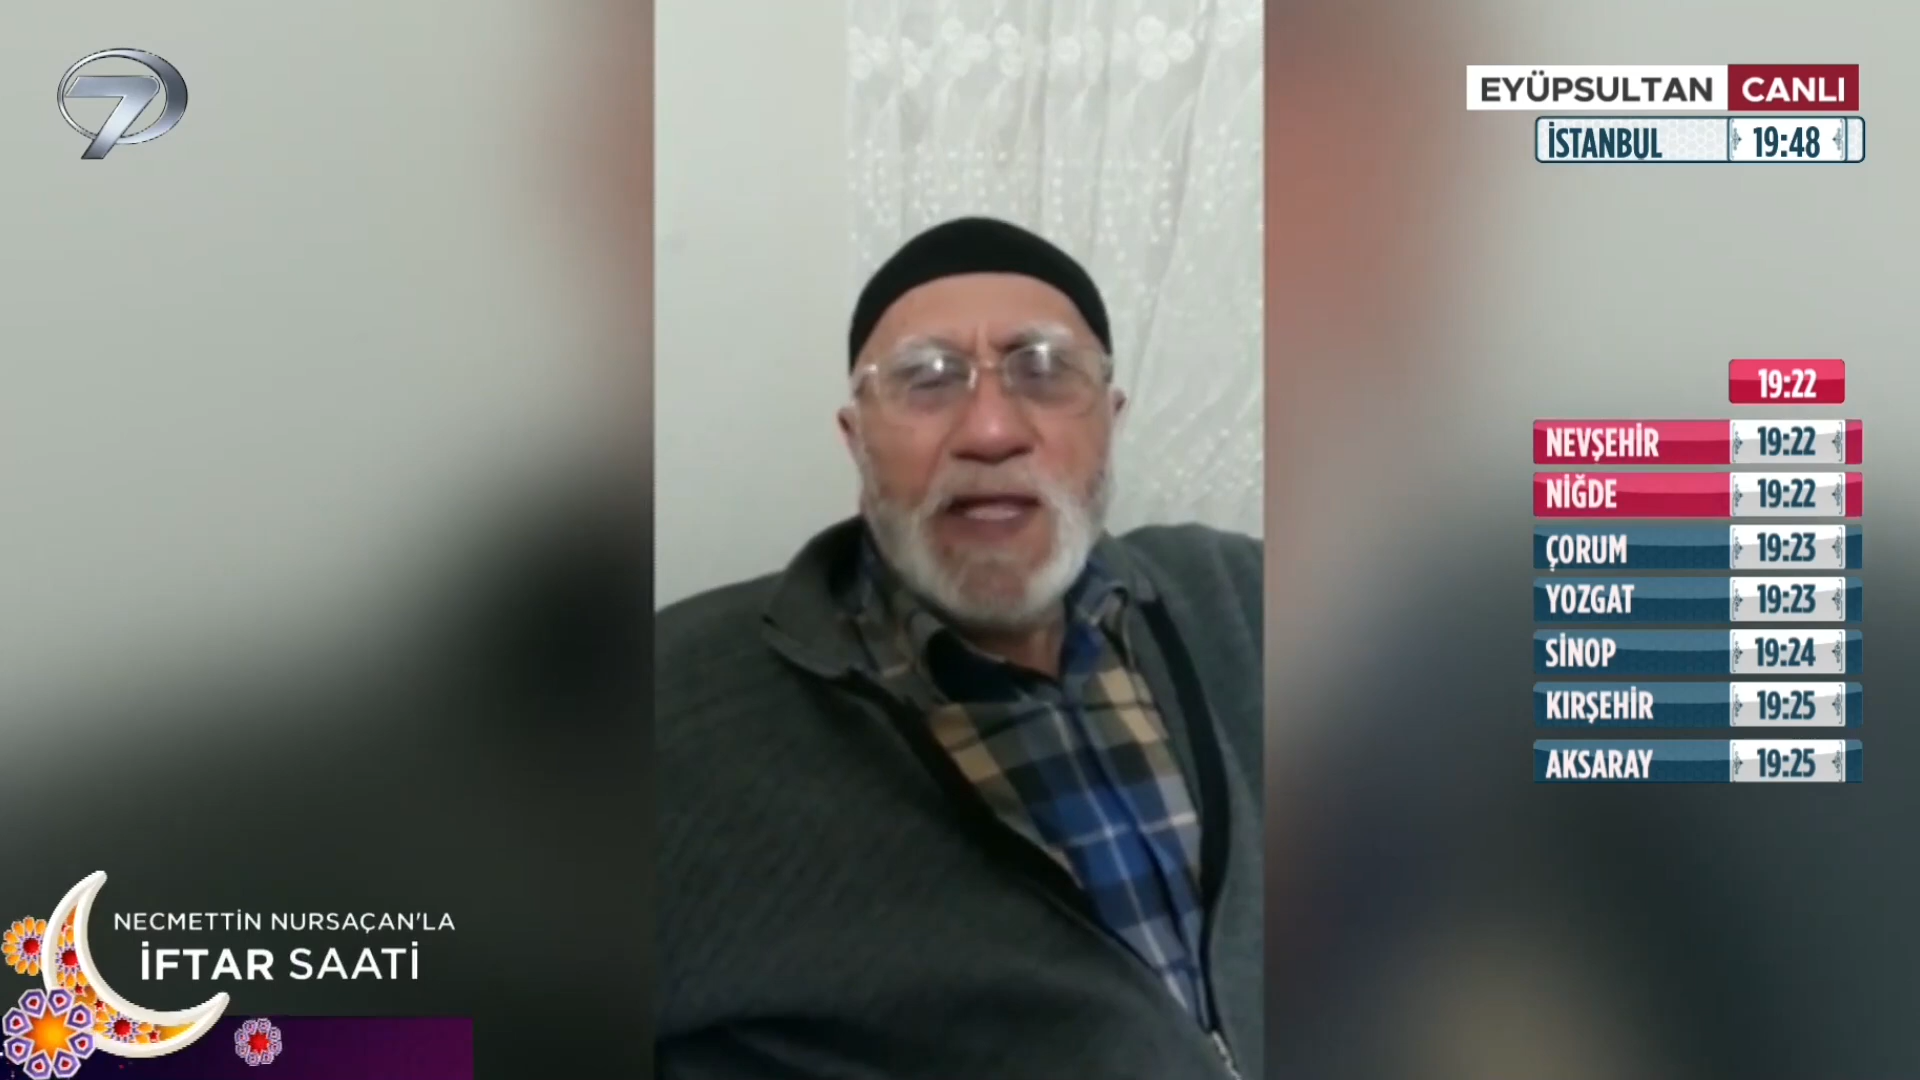 7
EYÜPSULTAN CANLI
İSTANBUL 19:48
19:22
NEVŞEHİR 19:22
NİĞDE 19:22
ÇORUM 19:23
YOZGAT 19:23
SİNOP 19:24
KIRŞEHİR 19:25
AKSARAY 19:25
NECMETTİN NURSAÇAN'LA
İFTAR SAATİ